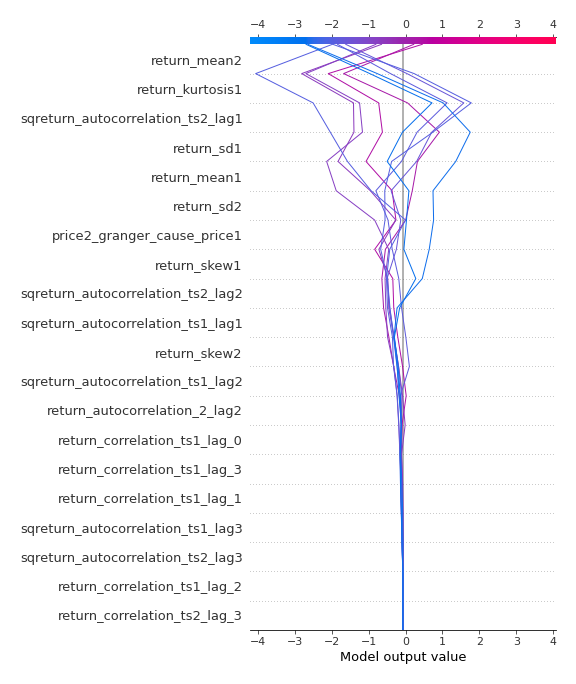 −4 −3 −2 −1 0 1 2 3 4
return_mean2
return_kurtosis1
sqreturn_autocorrelation_ts2_lag1
return_sd1
return_mean1
return_sd2
price2_granger_cause_price1
return_skew1
sqreturn_autocorrelation_ts2_lag2
sqreturn_autocorrelation_ts1_lag1
return_skew2
sqreturn_autocorrelation_ts1_lag2
return_autocorrelation_2_lag2
return_correlation_ts1_lag_0
return_correlation_ts1_lag_3
return_correlation_ts1_lag_1
sqreturn_autocorrelation_ts1_lag3
sqreturn_autocorrelation_ts2_lag3
return_correlation_ts1_lag_2
return_correlation_ts2_lag_3
−4 −3 −2 −1 0 1 2 3 4
Model output value